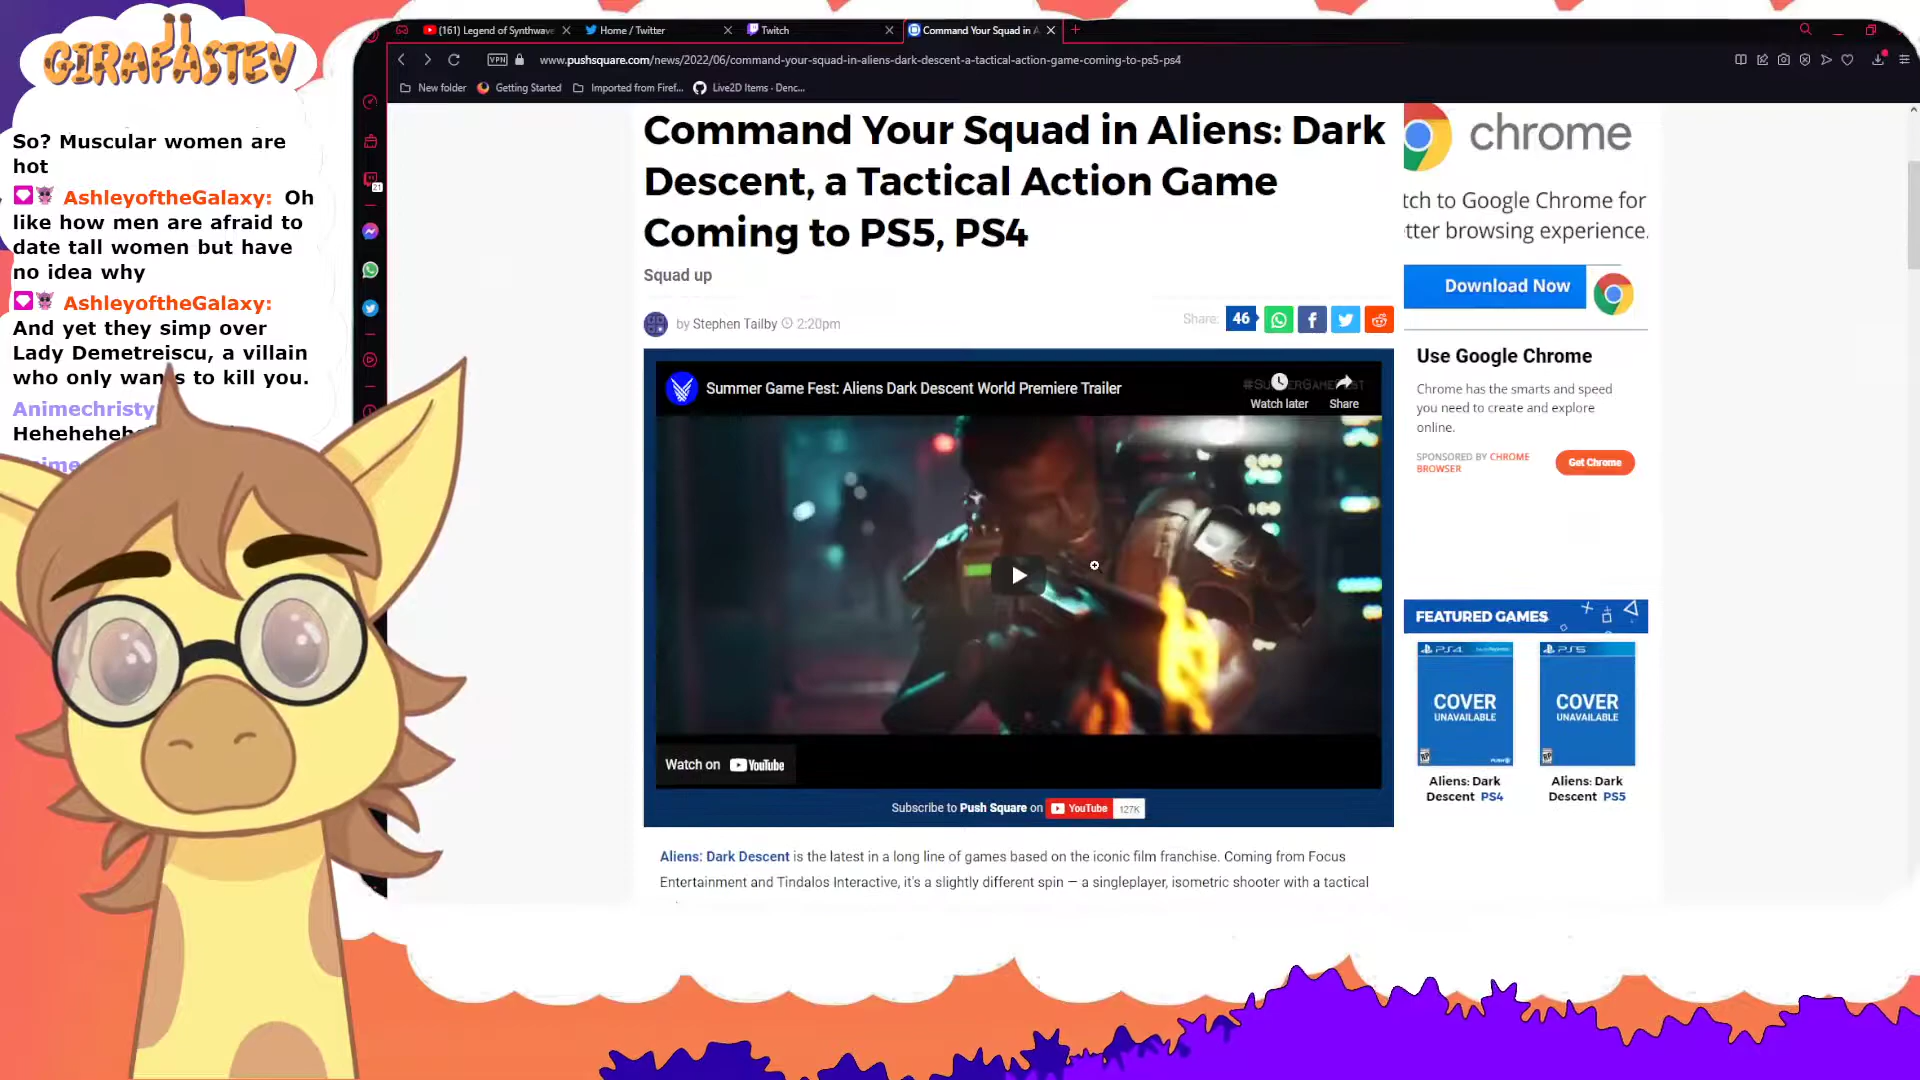 GIRAFASTEV
So? Muscular women are
hot
AshleyoftheGalaxy: Oh
like how men are afraid to
date tall women but have
no idea why
AshleyoftheGalaxy:
And yet they simp over
Lady Demetreiscu, a villain
who only wants to kill you.
Animechristy
(161) Legend of Synthwave
Home / Twitter
Twitch
Command Your Squad in A
VPN
www.pushsquare.com/news/2022/06/command-your-squad-in-aliens-dark-descent-a-tactical-action-game-coming-to-ps5-ps4
New folder
Getting Started
Imported from Firef...
Live2D Items - Denc...
21
Command Your Squad in Aliens: Dark
Descent, a Tactical Action Game
Coming to PS5, PS4
Squad up
by Stephen Tailby 2:20pm
Share: 46
Summer Game Fest: Aliens Dark Descent World Premiere Trailer
Watch later
Share
Watch on YouTube
Subscribe to Push Square on YouTube 127K
Aliens: Dark Descent is the latest in a long line of games based on the iconic film franchise. Coming from Focus
Entertainment and Tindalos Interactive, it's a slightly different spin — a singleplayer, isometric shooter with a tactical
chrome
tch to Google Chrome for
tter browsing experience.
Download Now
Use Google Chrome
Chrome has the smarts and speed
you need to create and explore
online.
SPONSORED BY CHROME
BROWSER
Get Chrome
FEATURED GAMES
PS4
PS5
COVER
UNAVAILABLE
COVER
UNAVAILABLE
Aliens: Dark
Descent PS4
Aliens: Dark
Descent PS5